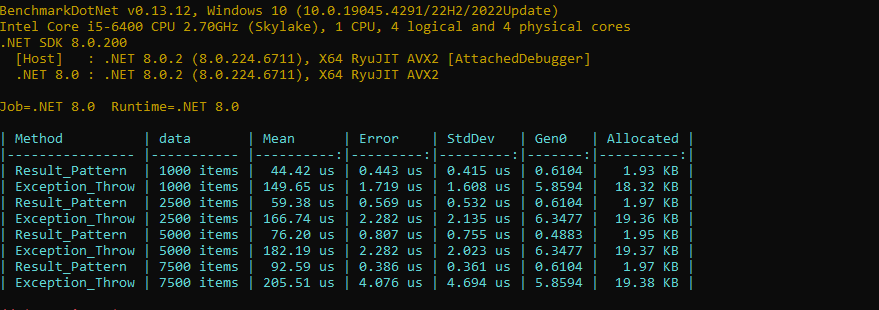 BenchmarkDotNet v0.13.12, Windows 10 (10.0.19045.4291/22H2/2022Update)
Intel Core i5-6400 CPU 2.70GHz (Skylake), 1 CPU, 4 logical and 4 physical cores
.NET SDK 8.0.200
  [Host]   : .NET 8.0.2 (8.0.224.6711), X64 RyuJIT AVX2 [AttachedDebugger]
  .NET 8.0 : .NET 8.0.2 (8.0.224.6711), X64 RyuJIT AVX2
Job=.NET 8.0  Runtime=.NET 8.0
| Method          | data       | Mean      | Error    | StdDev   | Gen0   | Allocated |
|---------------- |----------- |----------:|---------:|---------:|-------:|----------:|
| Result_Pattern  | 1000 items |  44.42 us | 0.443 us | 0.415 us | 0.6104 |   1.93 KB |
| Exception_Throw | 1000 items | 149.65 us | 1.719 us | 1.608 us | 5.8594 |  18.32 KB |
| Result_Pattern  | 2500 items |  59.38 us | 0.569 us | 0.532 us | 0.6104 |   1.97 KB |
| Exception_Throw | 2500 items | 166.74 us | 2.282 us | 2.135 us | 6.3477 |  19.36 KB |
| Result_Pattern  | 5000 items |  76.20 us | 0.807 us | 0.755 us | 0.4883 |   1.95 KB |
| Exception_Throw | 5000 items | 182.19 us | 2.282 us | 2.023 us | 6.3477 |  19.37 KB |
| Result_Pattern  | 7500 items |  92.59 us | 0.386 us | 0.361 us | 0.6104 |   1.97 KB |
| Exception_Throw | 7500 items | 205.51 us | 4.076 us | 4.694 us | 5.8594 |  19.38 KB |